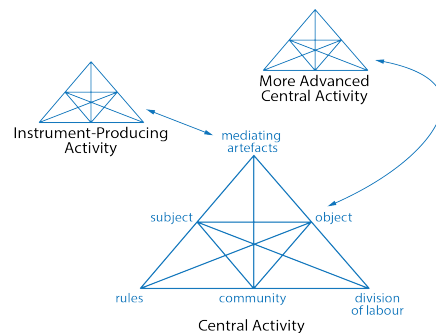 More Advanced
Central Activity
Instrument-Producing
Activity
mediating
artefacts
subject
object
rules
community
division
of labour
Central Activity